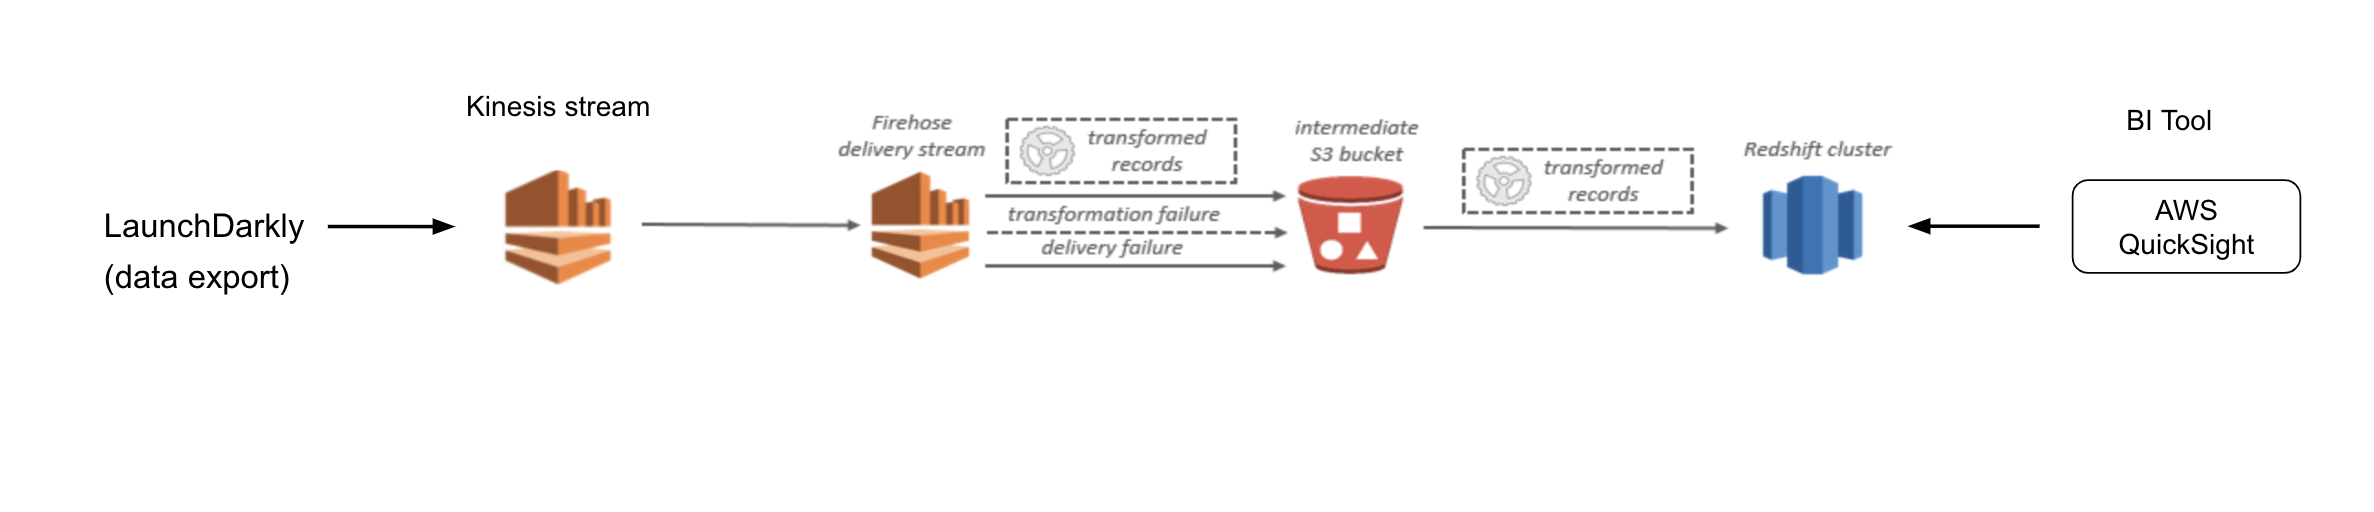 LaunchDarkly
(data export)
Kinesis stream
Firehose
delivery stream
transformed
records
transformation failure
delivery failure
intermediate
S3 bucket
transformed
records
Redshift cluster
BI Tool
AWS
QuickSight